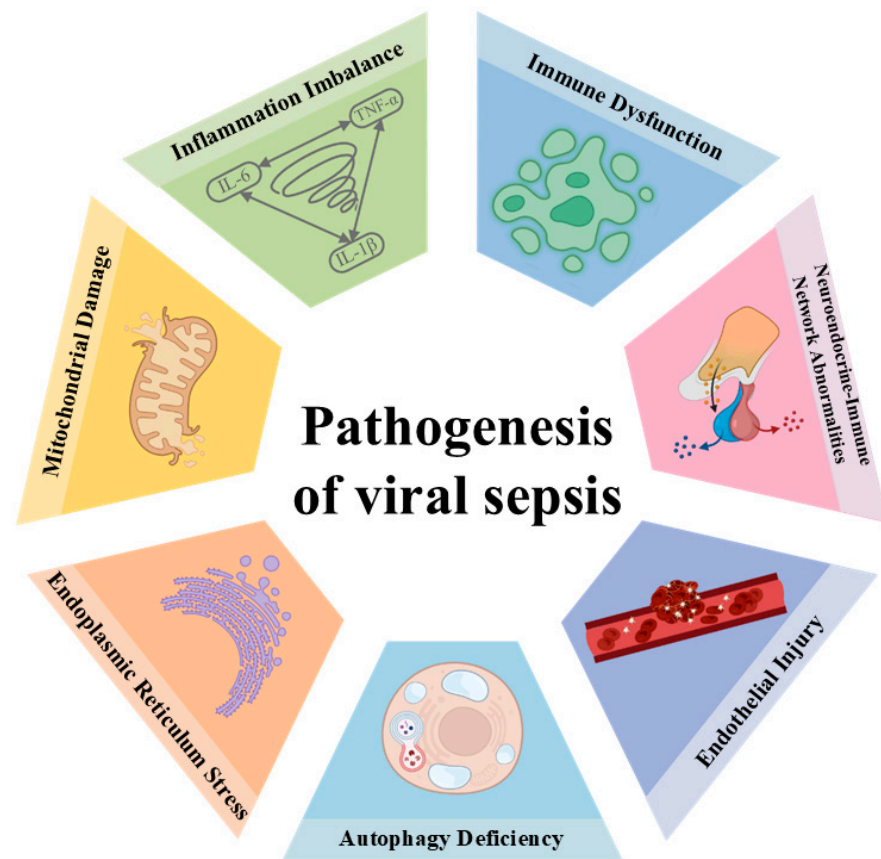 Inflammation Imbalance
TNF-α
IL-6
IL-1β
Immune Dysfunction
Neuroendocrine-Immune
Network Abnormalities
Endothelial Injury
Autophagy Deficiency
Endoplasmic Reticulum Stress
Mitochondrial Damage
Pathogenesis
of viral sepsis